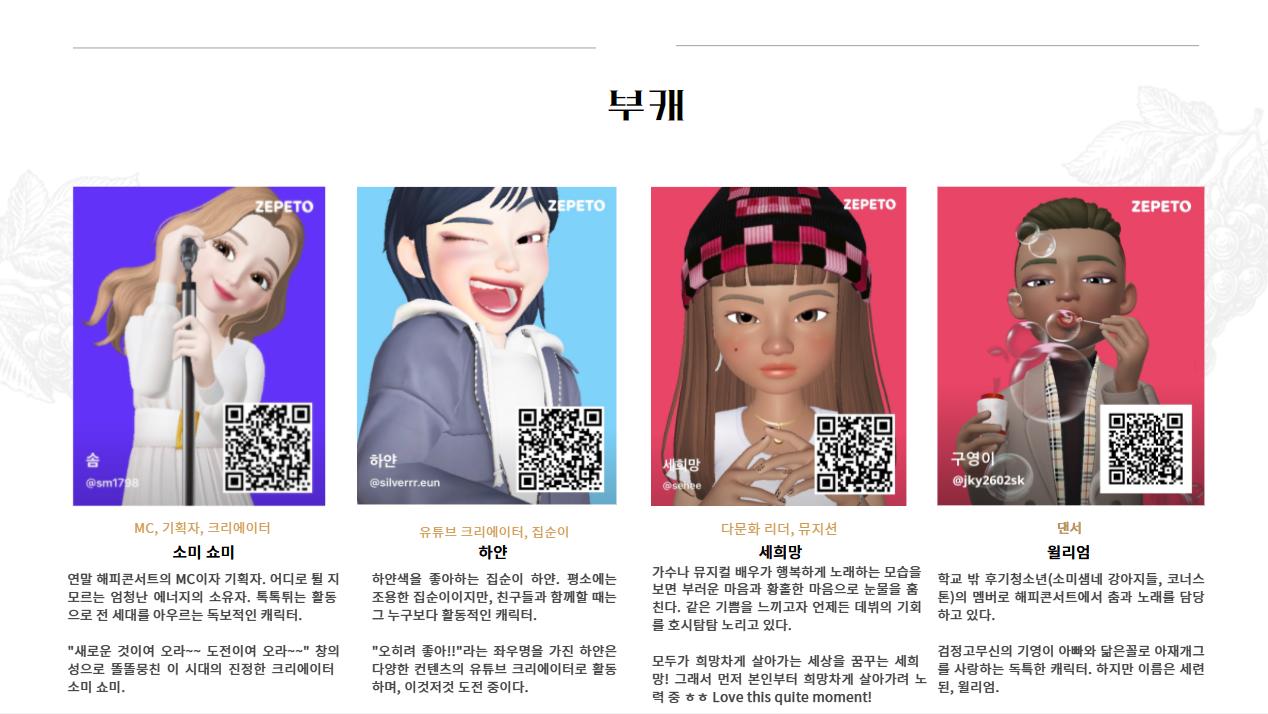 부캐
ZEPETO
솜
@sm1798
MC, 기획자, 크리에이터
소미 쇼미
연말 해피콘서트의 MC이자 기획자. 어디로 튈 지
모르는 엄청난 에너지의 소유자. 톡톡튀는 활동
으로 전 세대를 아우르는 독보적인 캐릭터.
"새로운 것이여 오라~~ 도전이여 오라~~" 창의
성으로 똘똘뭉친 이 시대의 진정한 크리에이터
소미 쇼미.
ZEPETO
하얀
@silverrr.eun
유튜브 크리에이터, 집순이
하얀
하얀색을 좋아하는 집순이 하얀. 평소에는
조용한 집순이이지만, 친구들과 함께할 때는
그 누구보다 활동적인 캐릭터.
"오히려 좋아!!"라는 좌우명을 가진 하얀은
다양한 컨텐츠의 유튜브 크리에이터로 활동
하며, 이것저것 도전 중이다.
ZEPETO
세희망
@sehee
다문화 리더, 뮤지션
세희망
가수나 뮤지컬 배우가 행복하게 노래하는 모습을
보면 부러운 마음과 황홀한 마음으로 눈물을 훔
친다. 같은 기쁨을 느끼고자 언제든 데뷔의 기회
를 호시탐탐 노리고 있다.
모두가 희망차게 살아가는 세상을 꿈꾸는 세희
망! 그래서 먼저 본인부터 희망차게 살아가려 노
력 중 ㅎㅎ Love this quite moment!
ZEPETO
구영이
@jky2602sk
댄서
윌리엄
학교 밖 후기청소년(소미샘네 강아지들, 코너스
톤)의 멤버로 해피콘서트에서 춤과 노래를 담당
하고 있다.
검정고무신의 기영이 아빠와 닮은꼴로 아재개그
를 사랑하는 독특한 캐릭터. 하지만 이름은 세련
된, 윌리엄.